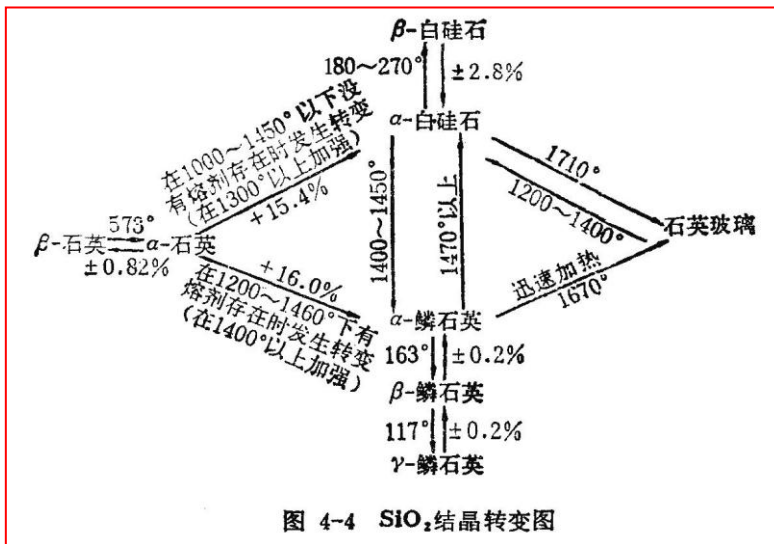 β-白硅石
180～270°
±2.8%
α-白硅石
在1000～1450°以下没
有熔剂存在时发生转变
(在1300°以上加强)
+15.4%
1710°
1200～1400°
1400～1450°
1470°以上
石英玻璃
573°
β-石英
α-石英
±0.82%
+16.0%
在1200～1460°下有
熔剂存在时发生转变
(在1400°以上加强)
迅速加热
1670°
α-鳞石英
163°
±0.2%
β-鳞石英
117°
±0.2%
γ-鳞石英
图 4-4 SiO₂结晶转变图